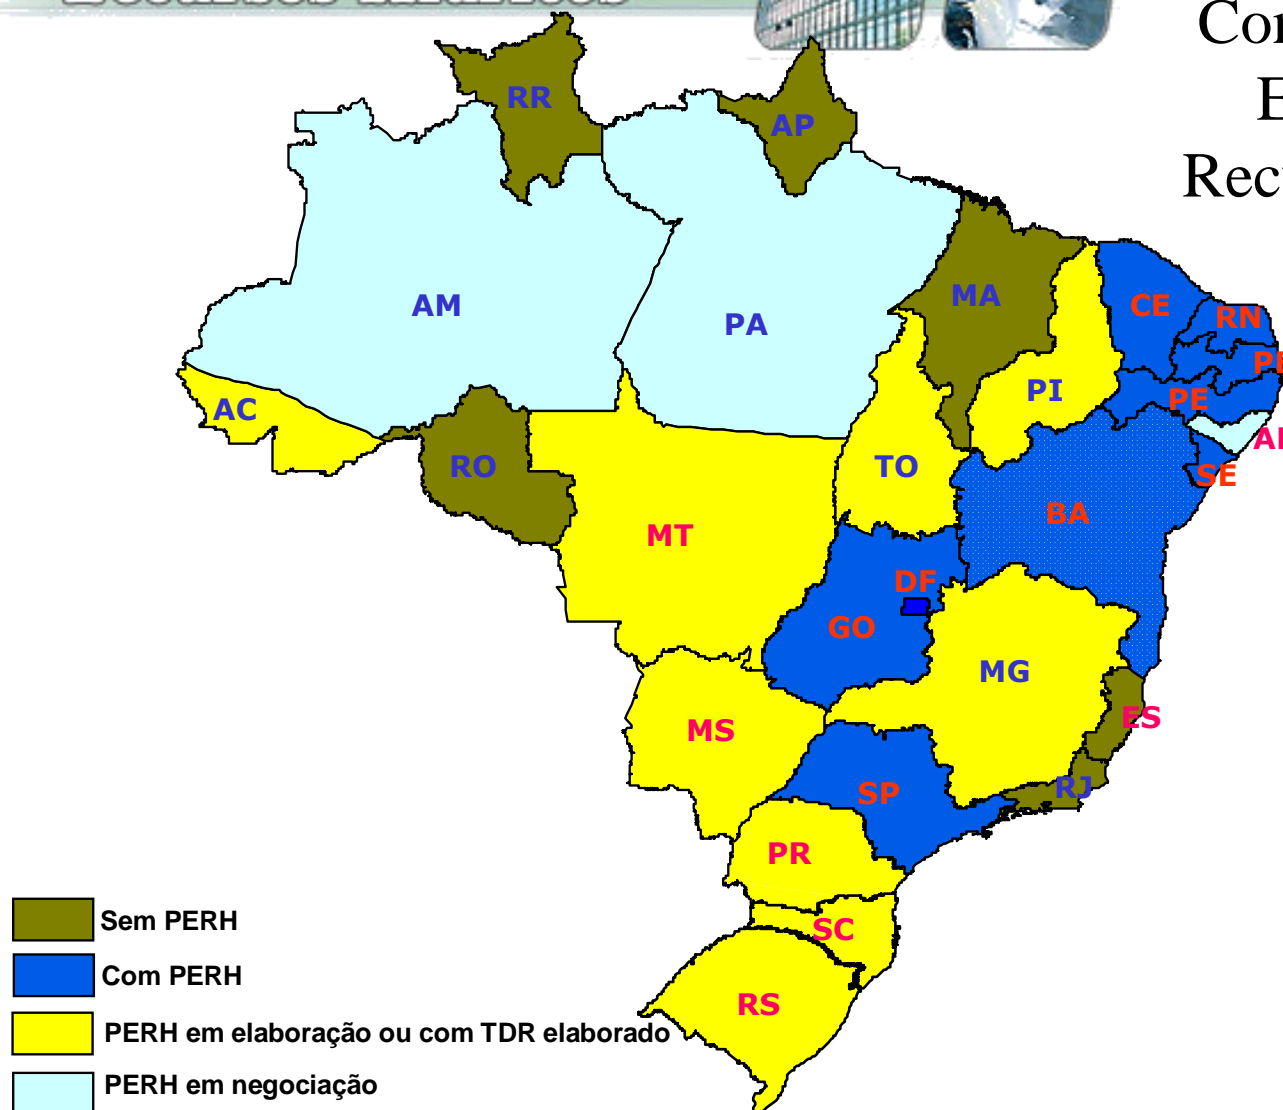 Recursos Hídricos
RR
AP
AM
PA
MA
CE
RN
PI
PE
AC
TO
RO
SE
BA
MT
DF
GO
MG
MS
ES
RJ
SP
PR
SC
RS
Sem PERH
Com PERH
PERH em elaboração ou com TDR elaborado
PERH em negociação